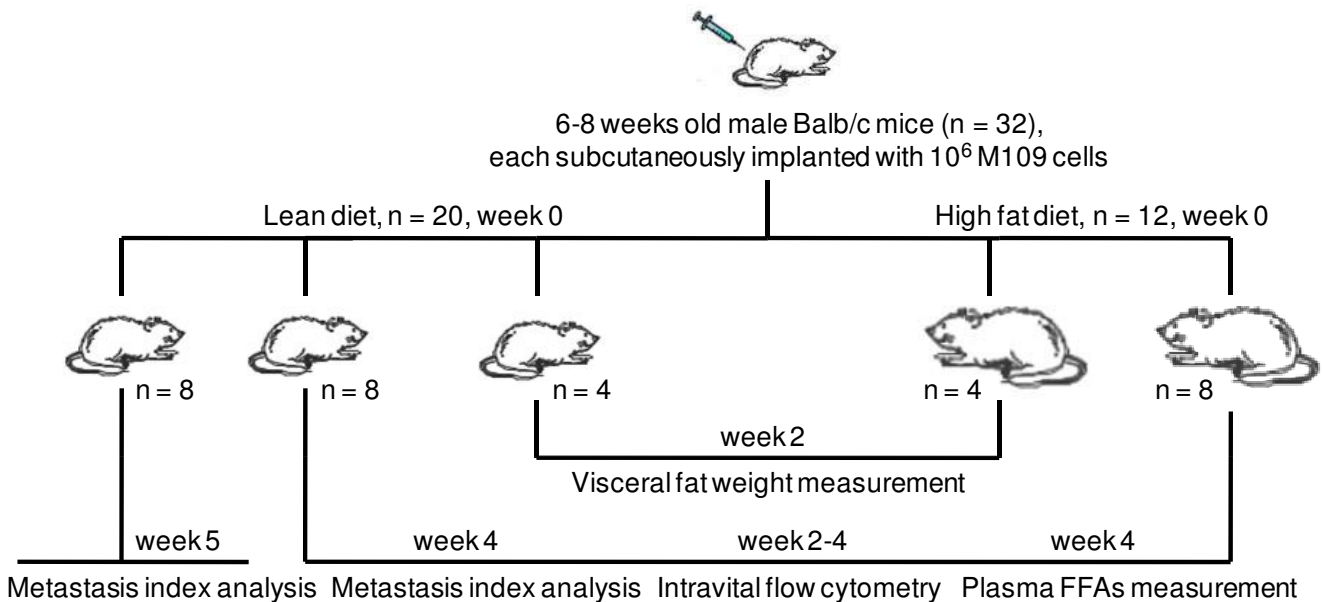 6-8 weeks old male Balb/c mice (n = 32),
each subcutaneously implanted with 10⁶ M109 cells
Lean diet, n = 20, week 0
High fat diet, n = 12, week 0
n = 8
n = 8
n = 4
n = 4
n = 8
week 2
Visceral fat weight measurement
week 5
week 4
week 2-4
week 4
Metastasis index analysis
Metastasis index analysis
Intravital flow cytometry
Plasma FFAs measurement